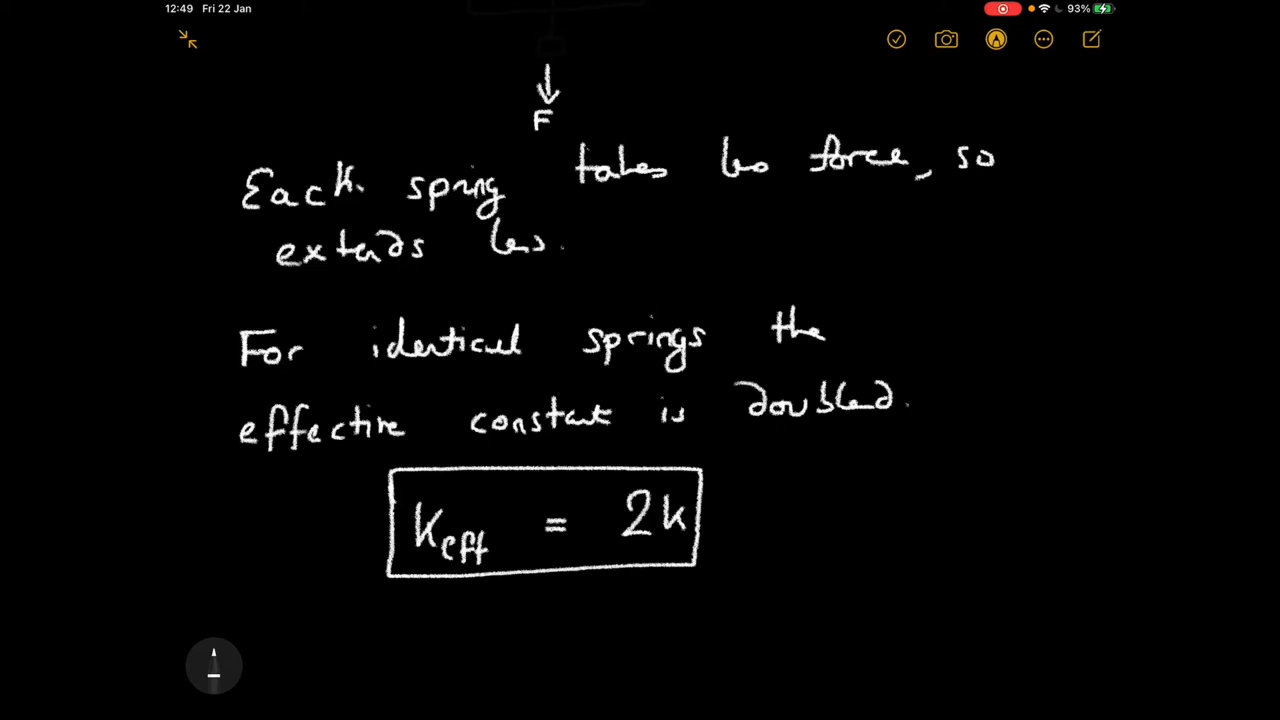 12:49 Fri 22 Jan
93%
F
Each spring takes less force, so
extends less.
For identical springs the
effective constant is doubled.
Keff = 2k